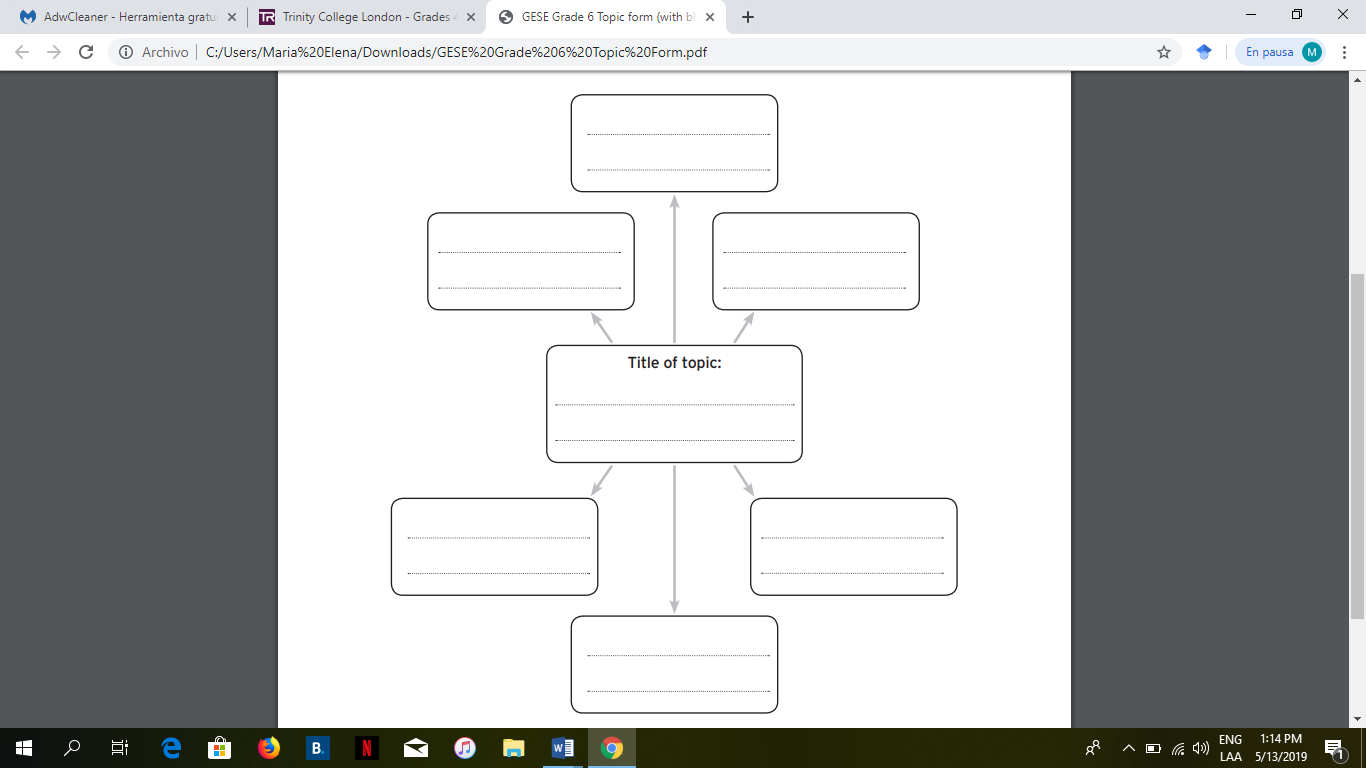 AdwCleaner - Herramienta gratu
Trinity College London - Grades 4
GESE Grade 6 Topic form (with bl
Archivo
C:/Users/Maria%20Elena/Downloads/GESE%20Grade%206%20Topic%20Form.pdf
En pausa
M
Title of topic:
ENG
LAA
1:14 PM
5/13/2019
1
TR
B.
N
W